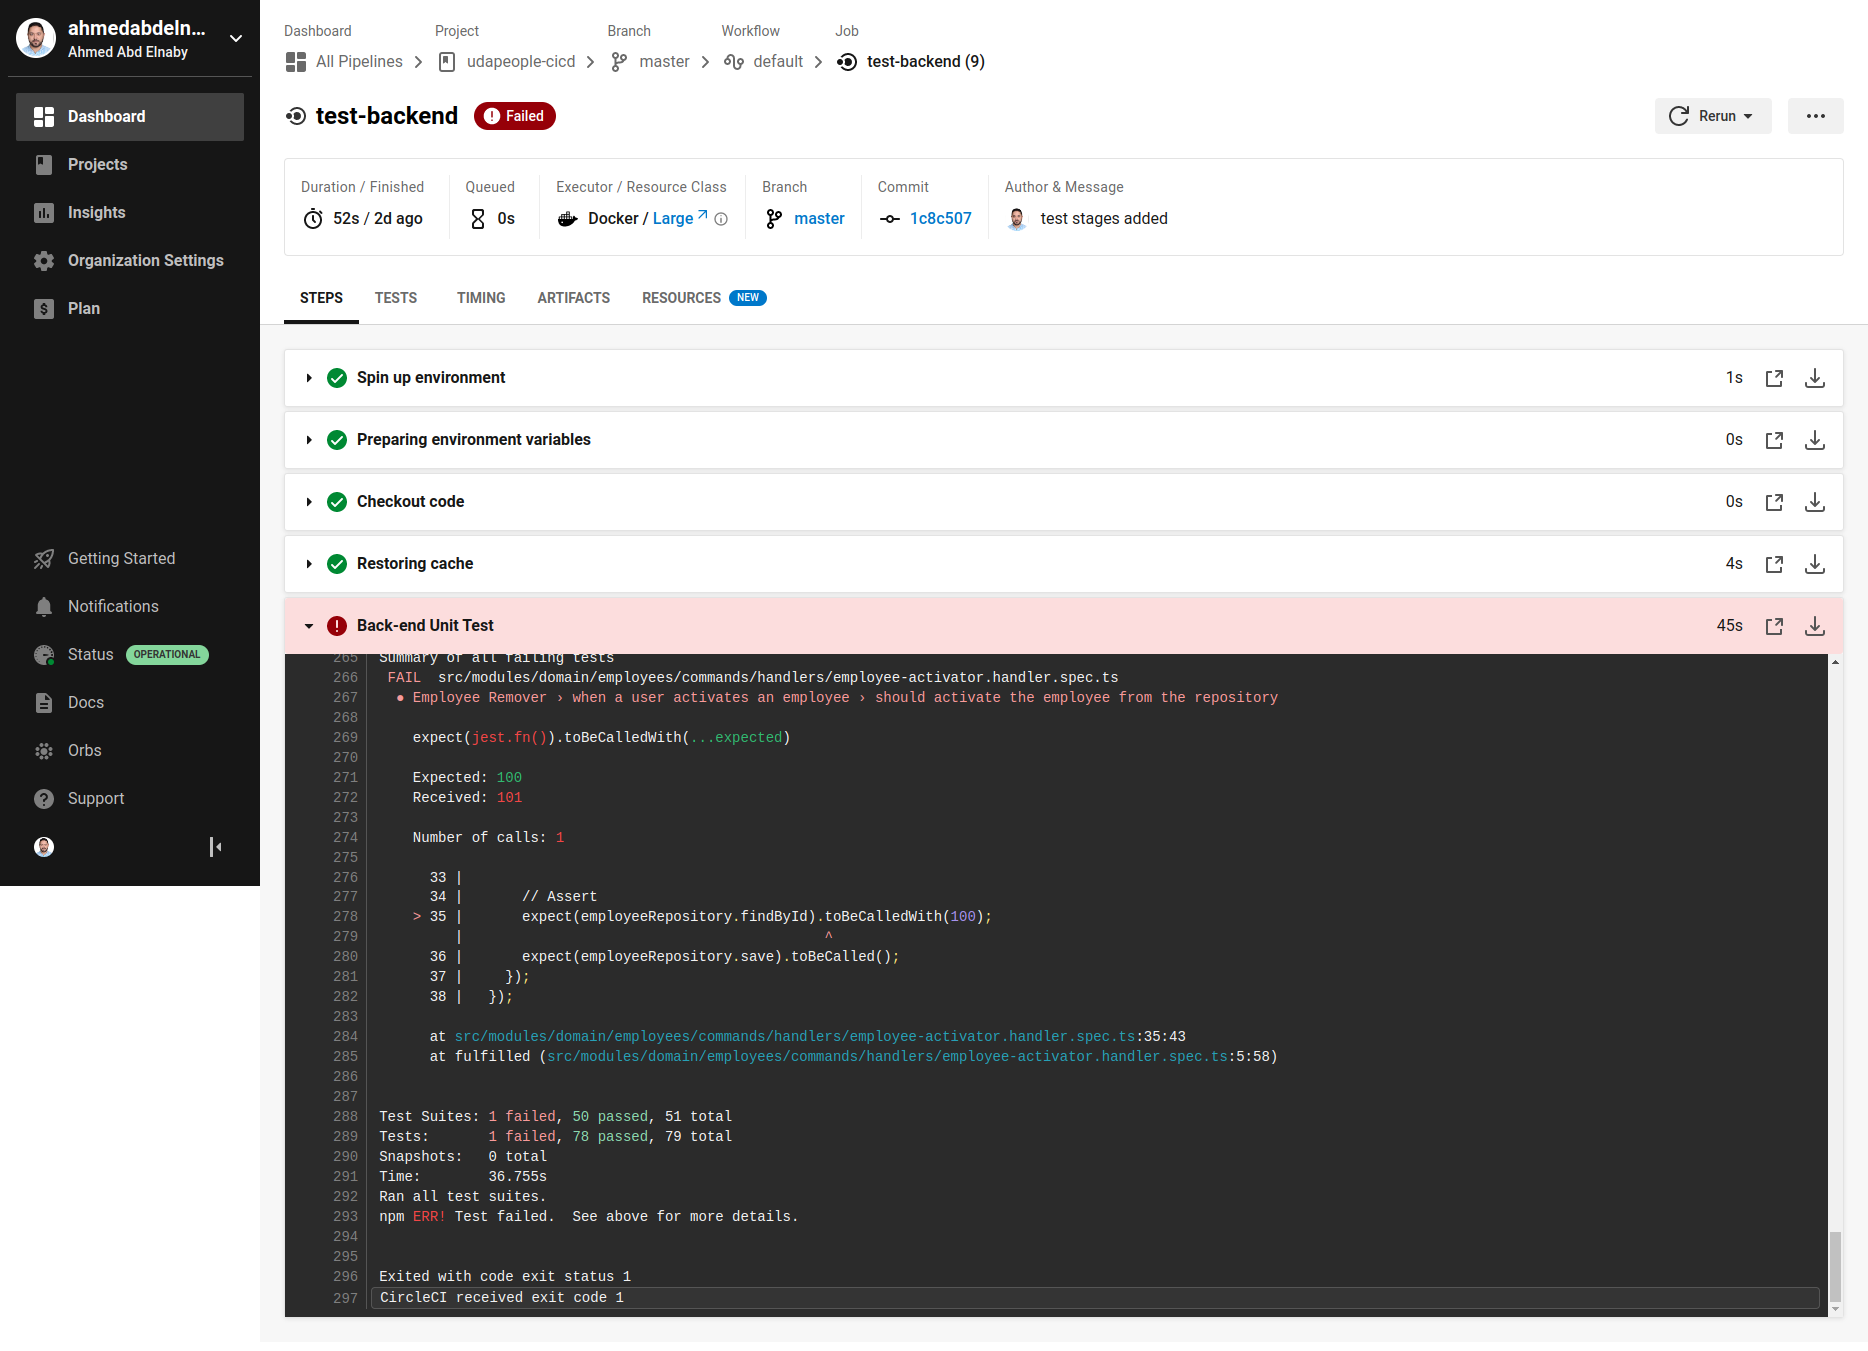 ahmedabdeln...
Ahmed Abd Elnaby
Dashboard
Projects
Insights
Organization Settings
Plan
Getting Started
Notifications
Status OPERATIONAL
Docs
Orbs
Support
Dashboard Project Branch Workflow Job
All Pipelines udapeople-cicd master default test-backend (9)
test-backend Failed Rerun
Duration / Finished Queued Executor / Resource Class Branch Commit Author & Message
52s / 2d ago 0s Docker / Large master 1c8c507 test stages added
STEPS TESTS TIMING ARTIFACTS RESOURCES NEW
Spin up environment 1s
Preparing environment variables 0s
Checkout code 0s
Restoring cache 4s
Back-end Unit Test 45s
265 Summary of all failing tests
266 FAIL src/modules/domain/employees/commands/handlers/employee-activator.handler.spec.ts
267 ● Employee Remover › when a user activates an employee › should activate the employee from the repository
268
269 expect(jest.fn()).toBeCalledWith(...expected)
270
271 Expected: 100
272 Received: 101
273
274 Number of calls: 1
275
276 33 |
277 34 | // Assert
278 > 35 | expect(employeeRepository.findById).toBeCalledWith(100);
279 | ^
280 36 | expect(employeeRepository.save).toBeCalled();
281 37 | });
282 38 | });
283
284 at src/modules/domain/employees/commands/handlers/employee-activator.handler.spec.ts:35:43
285 at fulfilled (src/modules/domain/employees/commands/handlers/employee-activator.handler.spec.ts:5:58)
286
287
288 Test Suites: 1 failed, 50 passed, 51 total
289 Tests: 1 failed, 78 passed, 79 total
290 Snapshots: 0 total
291 Time: 36.755s
292 Ran all test suites.
293 npm ERR! Test failed. See above for more details.
294
295
296 Exited with code exit status 1
297 CircleCI received exit code 1